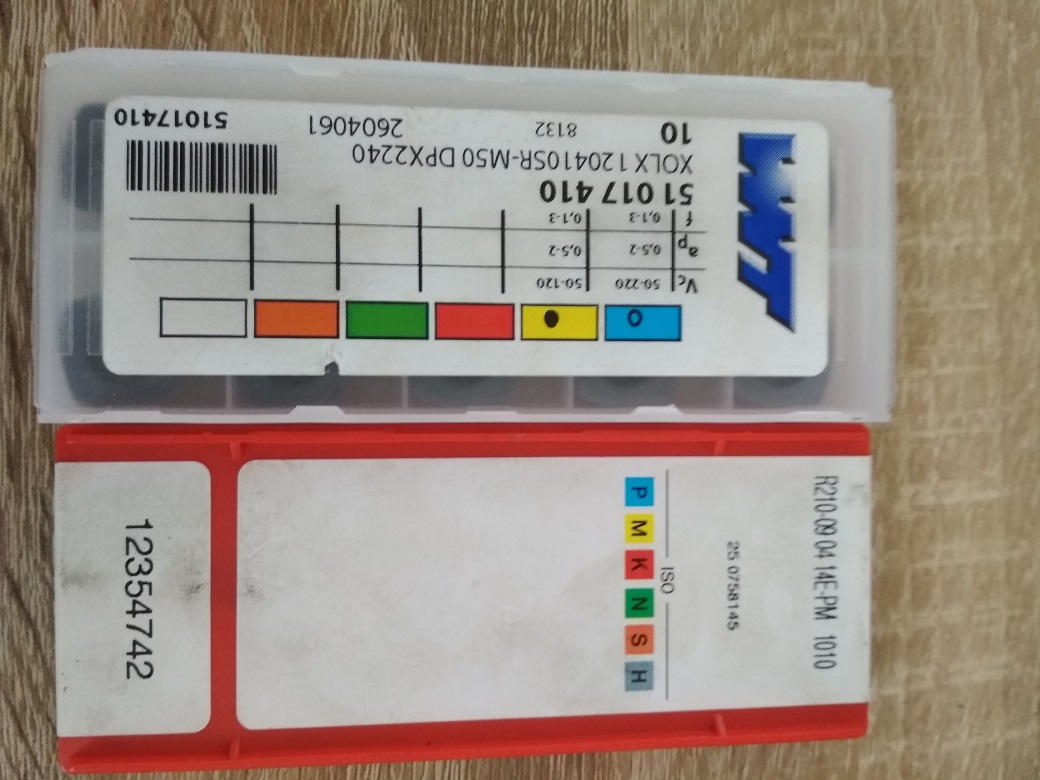 WNT
10 8132 2604061 51017410
XOLX 120410SR-M50 DPX2240
51 017 410
f 0,1-3 0,1-3
ap 0,5-2 0,5-2
Vc 50-220 50-120
R210-09 04 14E-PM 1010
25 0758145
ISO
P M K N S H
12354742